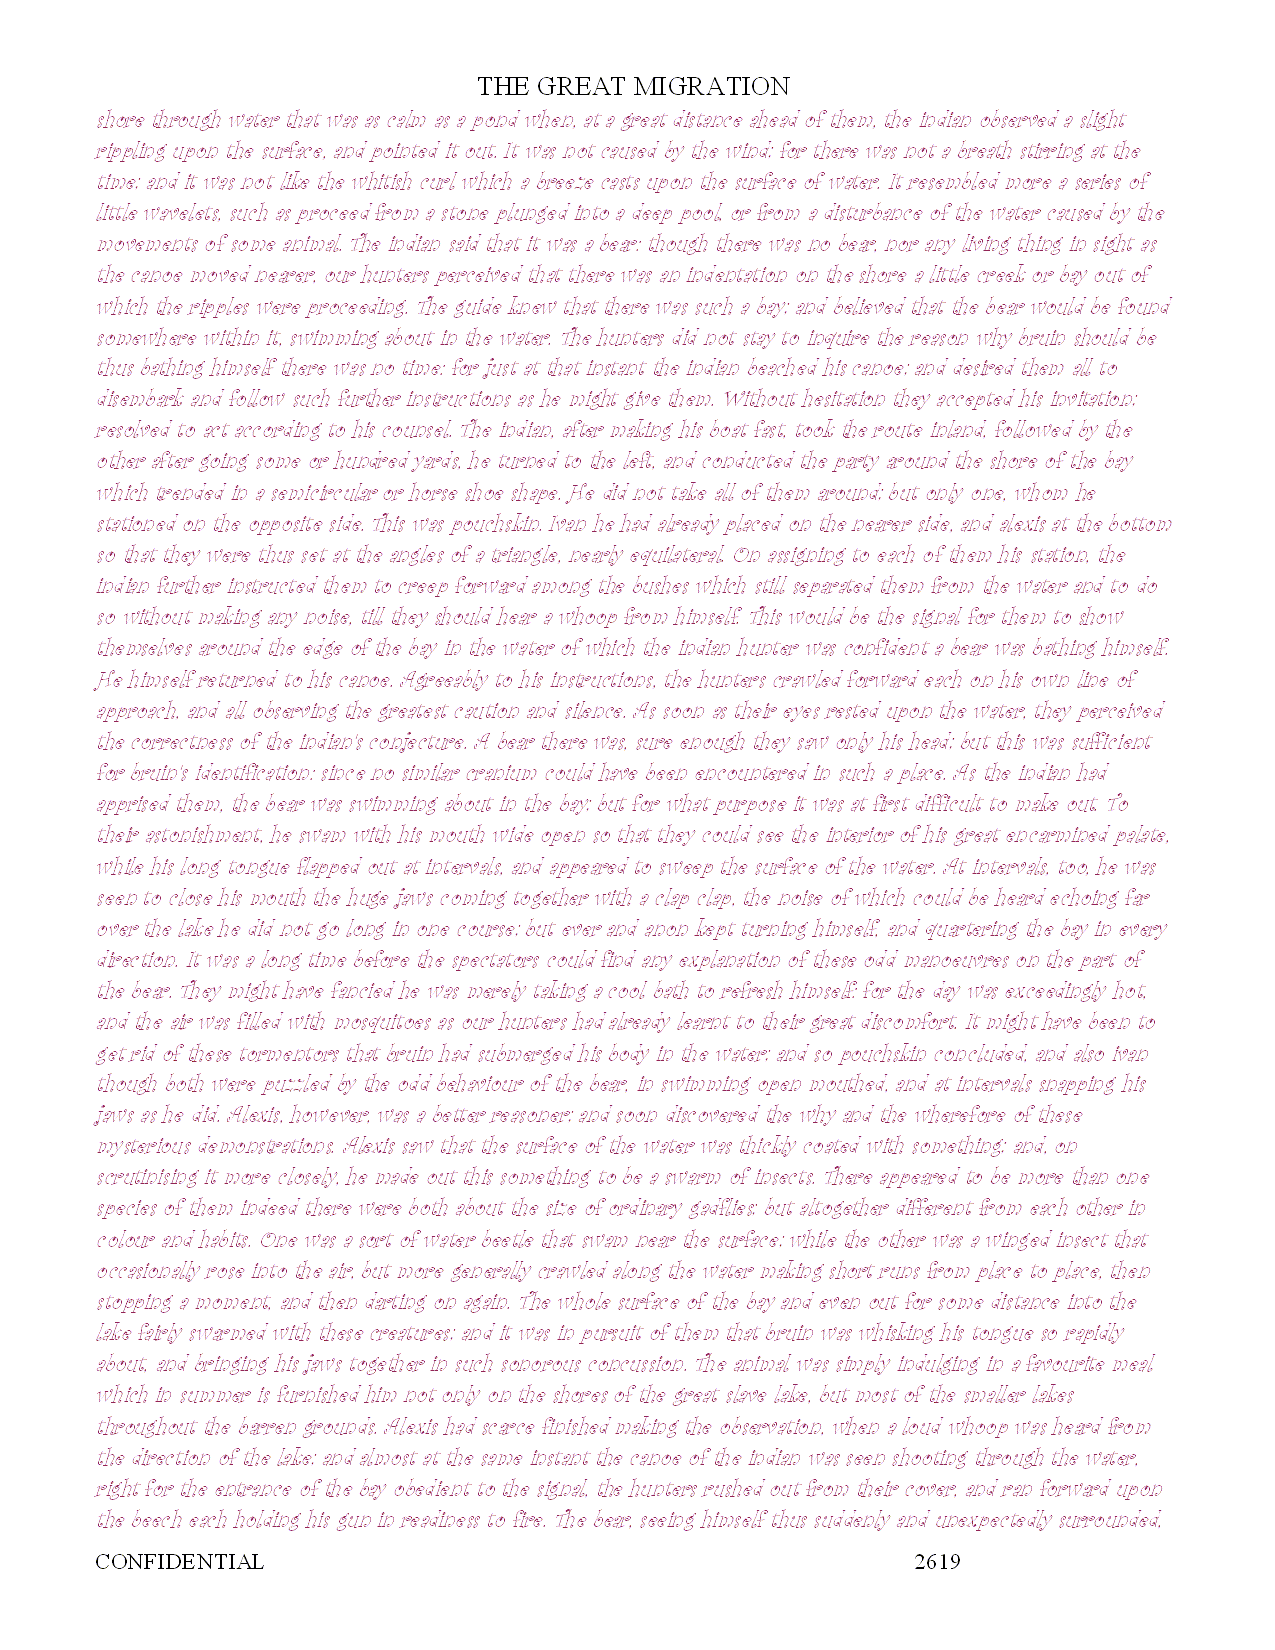 THE GREAT MIGRATION
shore through water that was as calm as a pond when, at a great distance ahead of them, the indian observed a slight
rippling upon the surface, and pointed it out. It was not caused by the wind; for there was not a breath stirring at the
time; and it was not like the whitish curl which a breeze casts upon the surface of water. It resembled more a series of
little wavelets, such as proceed from a stone plunged into a deep pool, or from a disturbance of the water caused by the
movements of some animal. The indian said that it was a bear; though there was no bear, nor any living thing in sight as
the canoe moved nearer, our hunters perceived that there was an indentation on the shore a little creek or bay out of
which the ripples were proceeding. The guide knew that there was such a bay; and believed that the bear would be found
somewhere within it, swimming about in the water. The hunters did not stay to inquire the reason why bruin should be
thus bathing himself there was no time; for just at that instant the indian beached his canoe; and desired them all to
disembark and follow such further instructions as he might give them. Without hesitation they accepted his invitation;
resolved to act according to his counsel. The indian, after making his boat fast, took the route inland, followed by the
other after going some or hundred yards, he turned to the left, and conducted the party around the shore of the bay
which trended in a semicircular or horse shoe shape. He did not take all of them around; but only one, whom he
stationed on the opposite side. This was pouchskin. Ivan he had already placed on the nearer side, and alexis at the bottom
so that they were thus set at the angles of a triangle, nearly equilateral. On assigning to each of them his station, the
indian further instructed them to creep forward among the bushes which still separated them from the water and to do
so without making any noise, till they should hear a whoop from himself. This would be the signal for them to show
themselves around the edge of the bay in the water of which the indian hunter was confident a bear was bathing himself.
He himself returned to his canoe. Agreeably to his instructions, the hunters crawled forward each on his own line of
approach, and all observing the greatest caution and silence. As soon as their eyes rested upon the water, they perceived
the correctness of the indian's conjecture. A bear there was, sure enough they saw only his head; but this was sufficient
for bruin's identification; since no similar cranium could have been encountered in such a place. As the indian had
apprised them, the bear was swimming about in the bay; but for what purpose it was at first difficult to make out. To
their astonishment, he swam with his mouth wide open so that they could see the interior of his great encarmined palate,
while his long tongue flapped out at intervals, and appeared to sweep the surface of the water. At intervals, too, he was
seen to close his mouth the huge jaws coming together with a clap clap, the noise of which could be heard echoing far
over the lake he did not go long in one course; but ever and anon kept turning himself, and quartering the bay in every
direction. It was a long time before the spectators could find any explanation of these odd manoeuvres on the part of
the bear. They might have fancied he was merely taking a cool bath to refresh himself; for the day was exceedingly hot,
and the air was filled with mosquitoes as our hunters had already learnt to their great discomfort. It might have been to
get rid of these tormentors that bruin had submerged his body in the water; and so pouchskin concluded, and also ivan
though both were puzzled by the odd behaviour of the bear, in swimming open mouthed, and at intervals snapping his
jaws as he did. Alexis, however, was a better reasoner; and soon discovered the why and the wherefore of these
mysterious demonstrations. Alexis saw that the surface of the water was thickly coated with something; and, on
scrutinising it more closely, he made out this something to be a swarm of insects. There appeared to be more than one
species of them indeed there were both about the size of ordinary gadflies; but altogether different from each other in
colour and habits. One was a sort of water beetle that swam near the surface; while the other was a winged insect that
occasionally rose into the air, but more generally crawled along the water making short runs from place to place, then
stopping a moment, and then darting on again. The whole surface of the bay and even out for some distance into the
lake fairly swarmed with these creatures; and it was in pursuit of them that bruin was whisking his tongue so rapidly
about, and bringing his jaws together in such sonorous concussion. The animal was simply indulging in a favourite meal
which in summer is furnished him not only on the shores of the great slave lake, but most of the smaller lakes
throughout the barren grounds. Alexis had scarce finished making the observation, when a loud whoop was heard from
the direction of the lake; and almost at the same instant the canoe of the indian was seen shooting through the water,
right for the entrance of the bay obedient to the signal, the hunters rushed out from their cover, and ran forward upon
the beech each holding his gun in readiness to fire. The bear, seeing himself thus suddenly and unexpectedly surrounded,
CONFIDENTIAL 2619